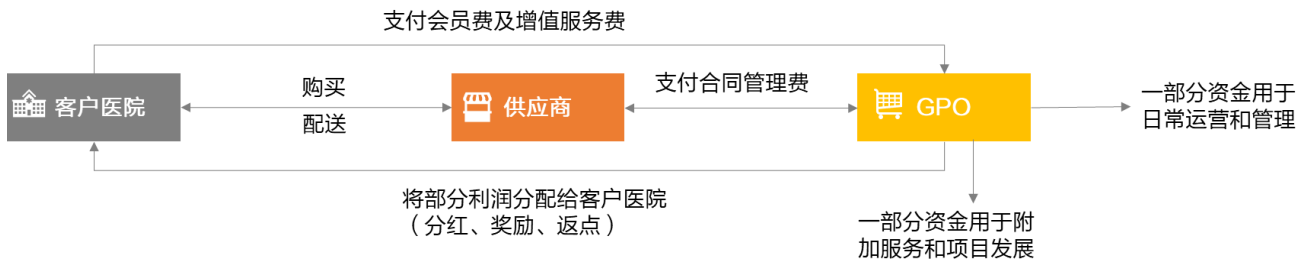 支付会员费及增值服务费
客户医院
购买
配送
供应商
支付合同管理费
GPO
一部分资金用于
日常运营和管理
将部分利润分配给客户医院
（分红、奖励、返点）
一部分资金用于附
加服务和项目发展